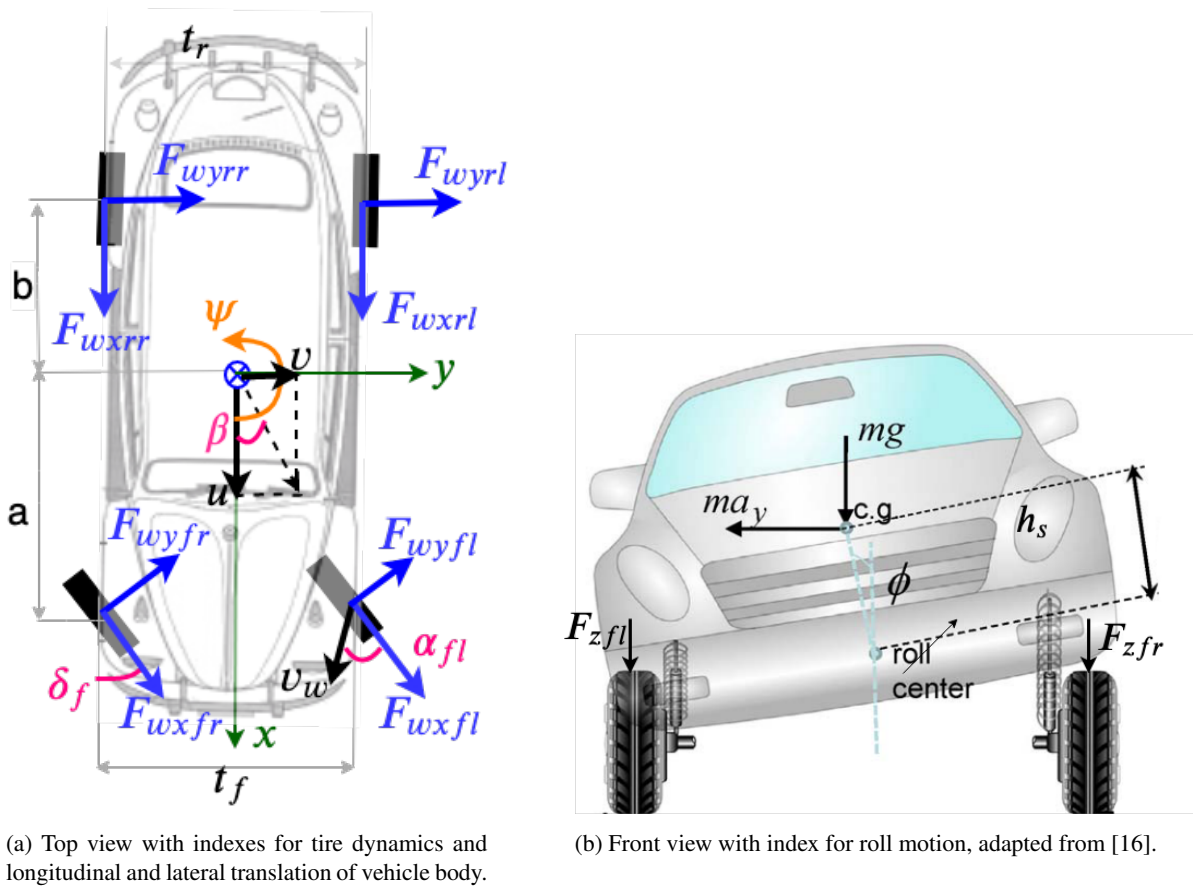 t_r
F_wyrr
F_wyrl
b
F_wxrr
F_wxrl
ψ
v
y
β
u
a
F_wyfr
F_wyfl
α_fl
δ_f
v_w
F_wxfr
F_wxfl
x
t_f
mg
ma_y
c.g
h_s
ϕ
F_zfl
F_zfr
roll
center
(a) Top view with indexes for tire dynamics and
longitudinal and lateral translation of vehicle body.
(b) Front view with index for roll motion, adapted from [16].